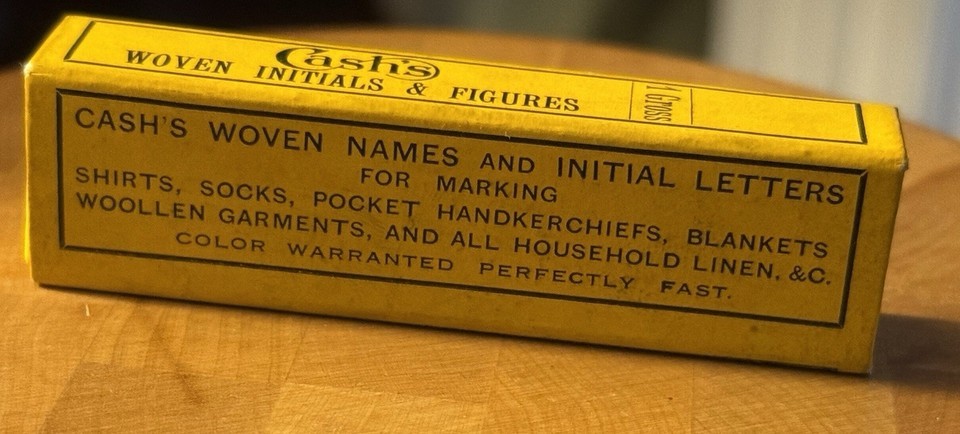 Cash's
WOVEN INITIALS & FIGURES
1 Gross
CASH'S WOVEN NAMES AND INITIAL LETTERS
FOR MARKING
SHIRTS, SOCKS, POCKET HANDKERCHIEFS, BLANKETS
WOOLLEN GARMENTS, AND ALL HOUSEHOLD LINEN, &C.
COLOR WARRANTED PERFECTLY FAST.